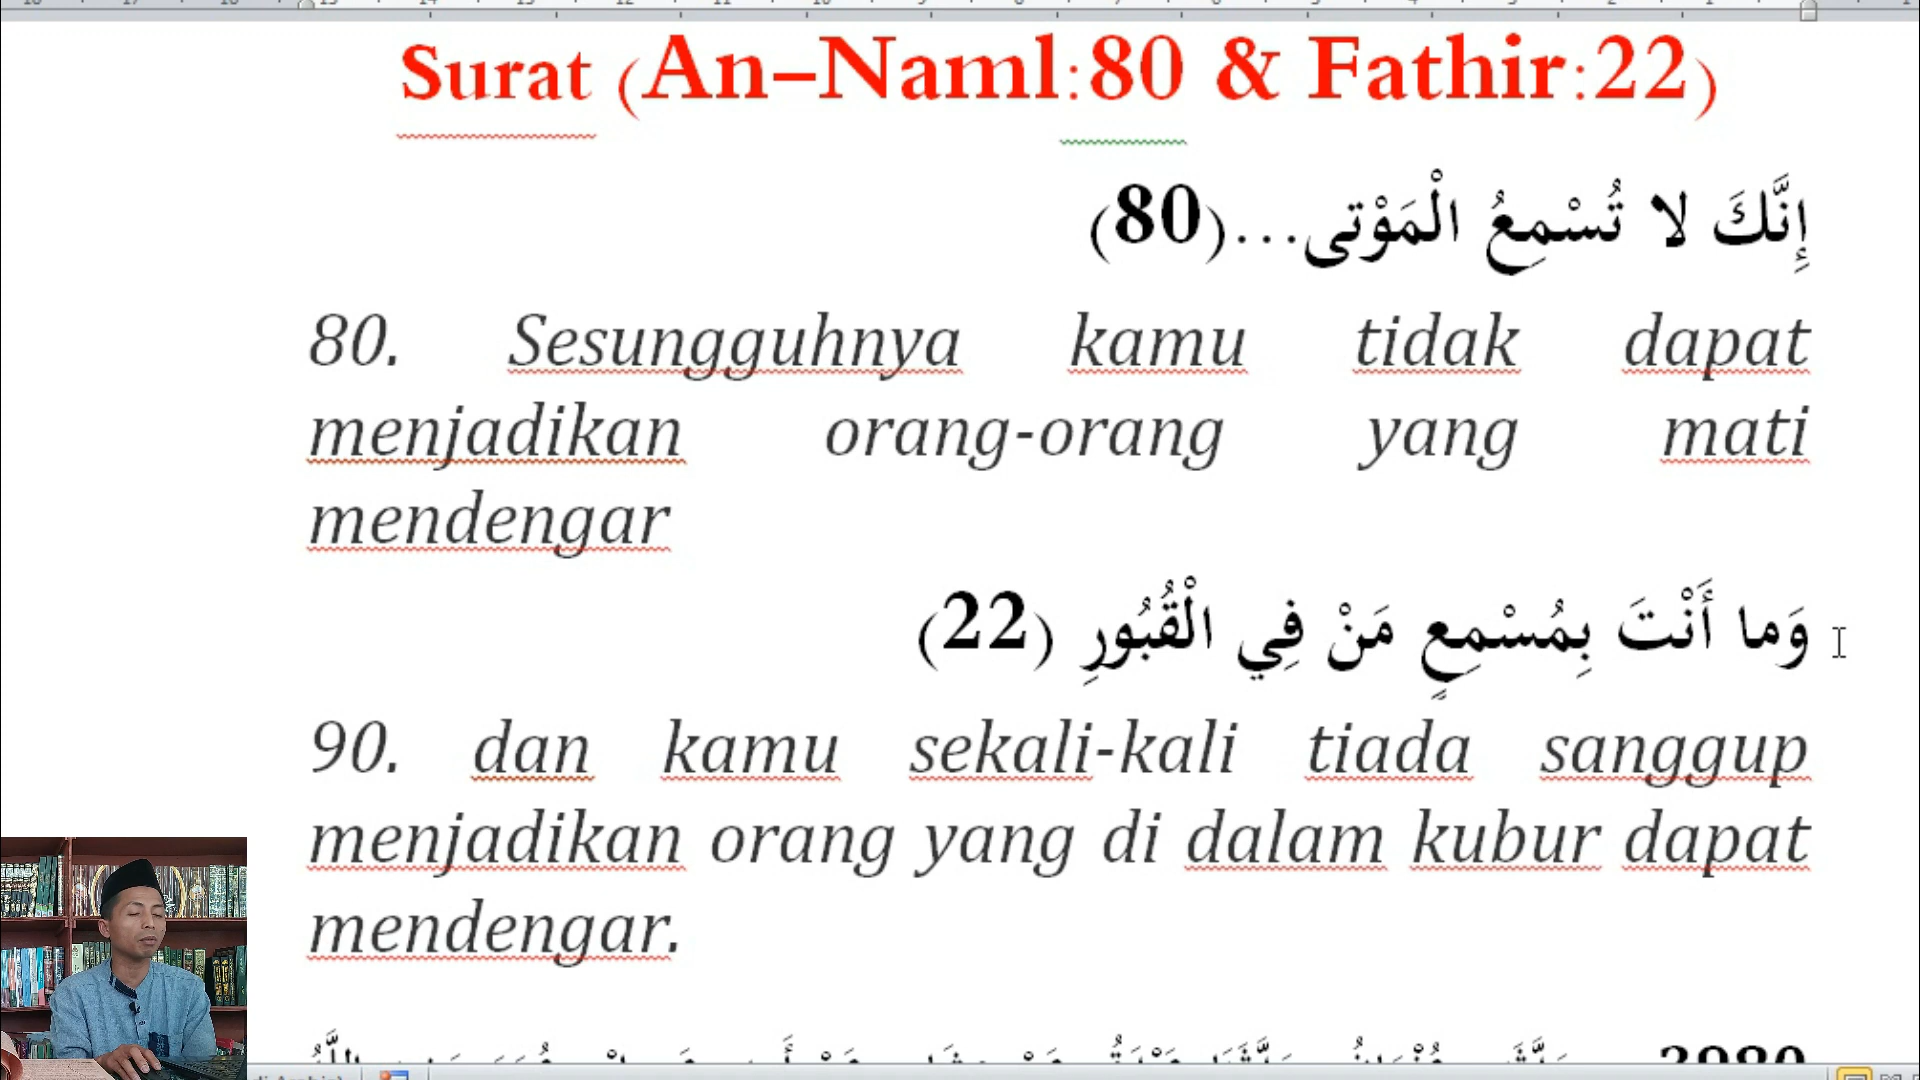 Surat (An-Naml:80 & Fathir:22)
إِنَّكَ لا تُسْمِعُ الْمَوْتى...(80)
80. Sesungguhnya kamu tidak dapat
menjadikan orang-orang yang mati
mendengar
وَما أَنْتَ بِمُسْمِعٍ مَنْ فِي الْقُبُورِ (22)
90. dan kamu sekali-kali tiada sanggup
menjadikan orang yang di dalam kubur dapat
mendengar.